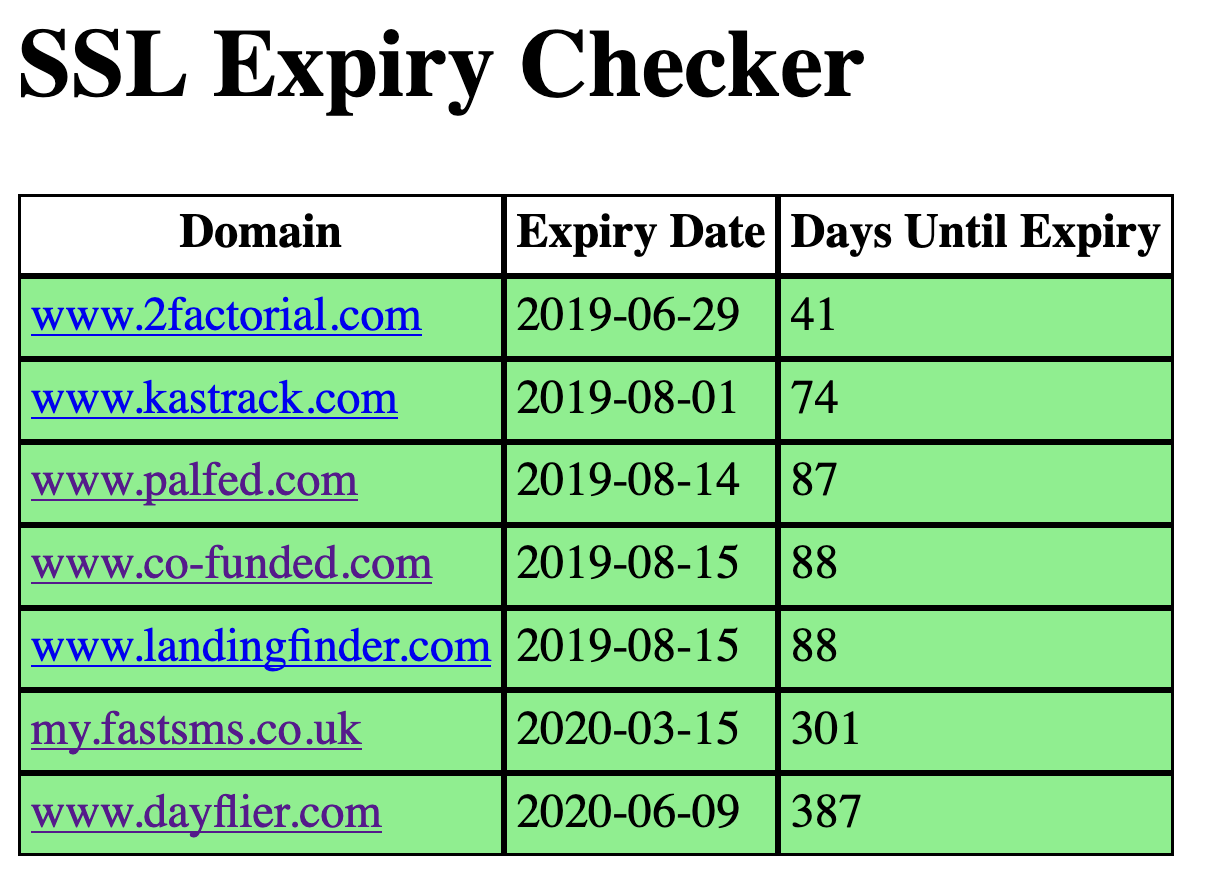 SSL Expiry Checker
Domain Expiry Date Days Until Expiry
www.2factorial.com 2019-06-29 41
www.kastrack.com 2019-08-01 74
www.palfed.com 2019-08-14 87
www.co-funded.com 2019-08-15 88
www.landingfinder.com 2019-08-15 88
my.fastsms.co.uk 2020-03-15 301
www.dayflier.com 2020-06-09 387